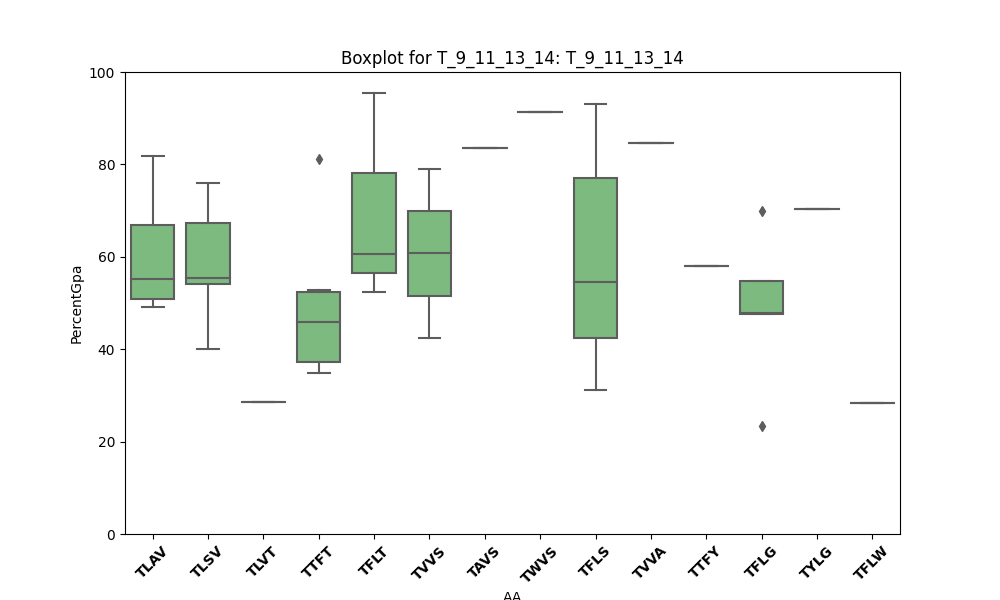 Boxplot for T_9_11_13_14: T_9_11_13_14
100
80
60
40
20
0
PercentGpa
TLAV
TLSV
TLVT
TTFT
TFLT
TVVS
TAVS
TWVS
TFLS
TVVA
TTFY
TFLG
TYLG
TFLW
AA